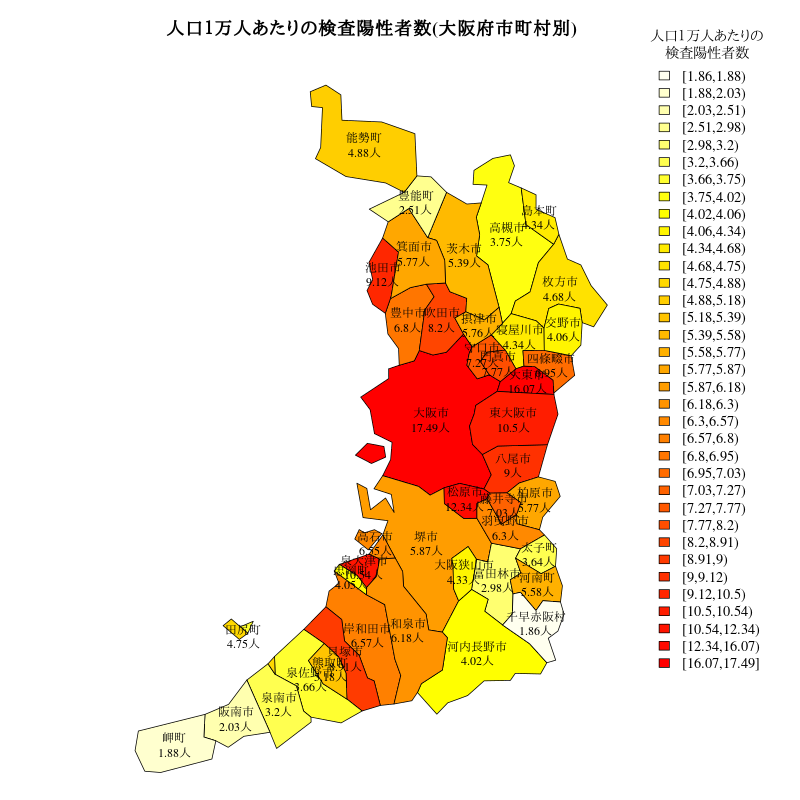 人口1万人あたりの検査陽性者数(大阪府市町村別)
人口1万人あたりの
検査陽性者数
[1.86,1.88)
[1.88,2.03)
[2.03,2.51)
[2.51,2.98)
[2.98,3.2)
[3.2,3.66)
[3.66,3.75)
[3.75,4.02)
[4.02,4.06)
[4.06,4.34)
[4.34,4.68)
[4.68,4.75)
[4.75,4.88)
[4.88,5.18)
[5.18,5.39)
[5.39,5.58)
[5.58,5.77)
[5.77,5.87)
[5.87,6.18)
[6.18,6.3)
[6.3,6.57)
[6.57,6.8)
[6.8,6.95)
[6.95,7.03)
[7.03,7.27)
[7.27,7.77)
[7.77,8.2)
[8.2,8.91)
[8.91,9)
[9,9.12)
[9.12,10.5)
[10.5,10.54)
[10.54,12.34)
[12.34,16.07)
[16.07,17.49]
能勢町
4.88人
豊能町
2.51人
島本町
4.34人
高槻市
3.75人
箕面市
5.77人
茨木市
5.39人
池田市
9.12人
枚方市
4.68人
豊中市
6.8人
吹田市
8.2人
摂津市
5.76人
寝屋川市
4.34人
交野市
4.06人
守口市
7.27人
門真市
7.77人
四條畷市
6.95人
大東市
16.07人
大阪市
17.49人
東大阪市
10.5人
八尾市
9人
松原市
12.34人
藤井寺市
7.03人
柏原市
5.77人
羽曳野市
6.3人
高石市
堺市
5.87人
太子町
3.64人
泉大津市
10.54人
4.05人
大阪狭山市
4.33人
富田林市
2.98人
河南町
5.58人
千早赤阪村
1.86人
田尻町
4.75人
岸和田市
6.57人
和泉市
6.18人
河内長野市
4.02人
貝塚市
8.91人
熊取町
5.18人
泉佐野市
3.66人
泉南市
3.2人
阪南市
2.03人
岬町
1.88人